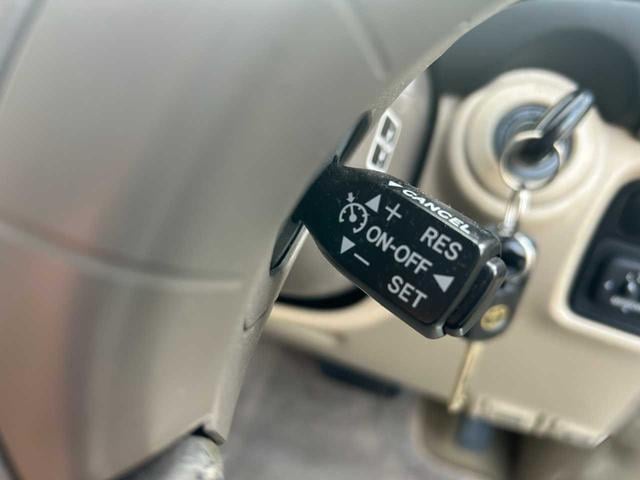 CANCEL
+ RES
ON-OFF
- SET